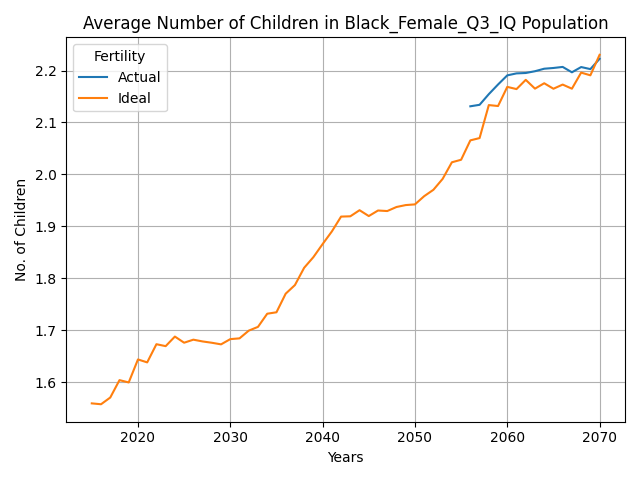 Average Number of Children in Black_Female_Q3_IQ Population
Fertility
Actual
Ideal
No. of Children
2.2
2.1
2.0
1.9
1.8
1.7
1.6
2020
2030
2040
2050
2060
2070
Years